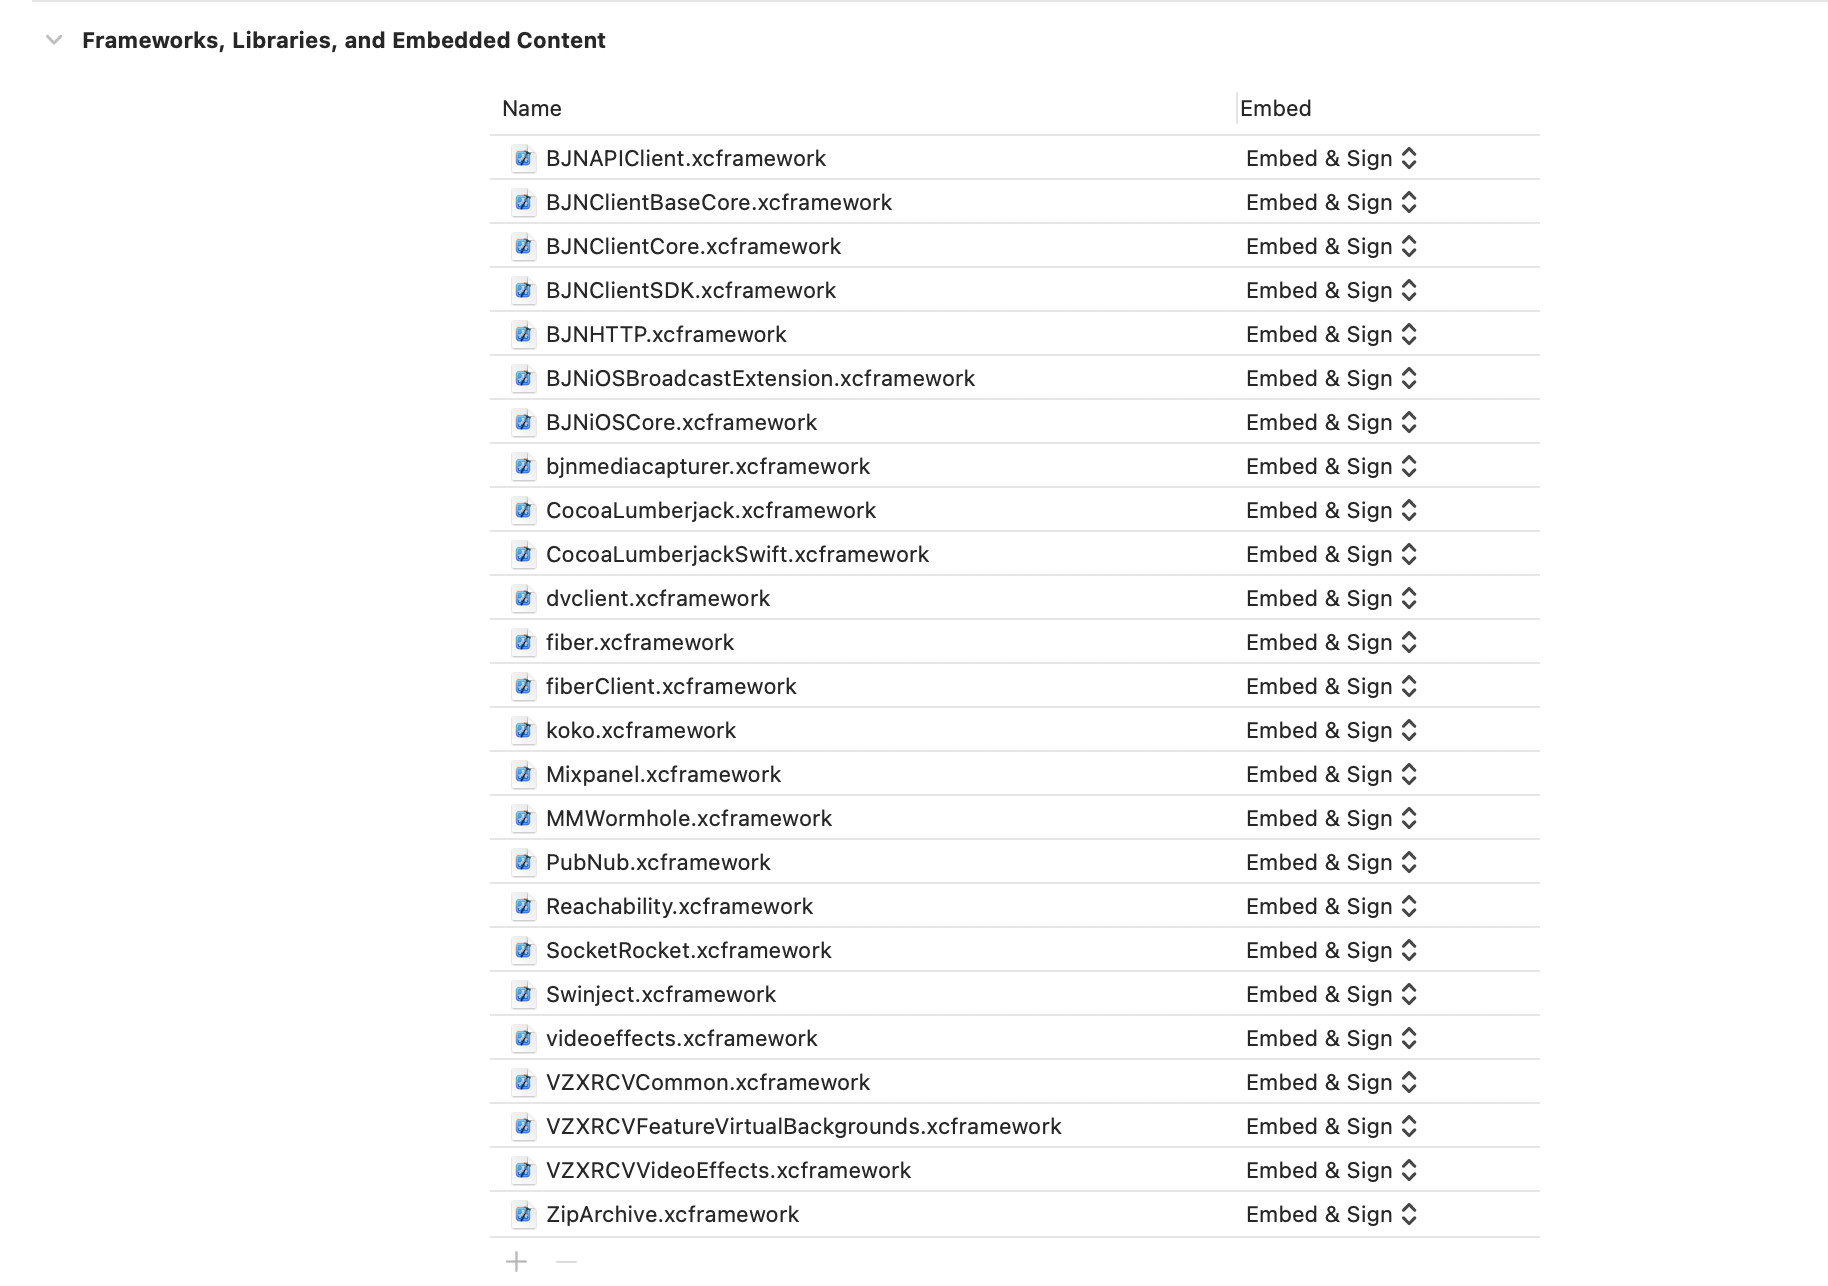 Frameworks, Libraries, and Embedded Content
Name Embed
BJNAPIClient.xcframework Embed & Sign
BJNClientBaseCore.xcframework Embed & Sign
BJNClientCore.xcframework Embed & Sign
BJNClientSDK.xcframework Embed & Sign
BJNHTTP.xcframework Embed & Sign
BJNiOSBroadcastExtension.xcframework Embed & Sign
BJNiOSCore.xcframework Embed & Sign
bjnmediacapturer.xcframework Embed & Sign
CocoaLumberjack.xcframework Embed & Sign
CocoaLumberjackSwift.xcframework Embed & Sign
dvclient.xcframework Embed & Sign
fiber.xcframework Embed & Sign
fiberClient.xcframework Embed & Sign
koko.xcframework Embed & Sign
Mixpanel.xcframework Embed & Sign
MMWormhole.xcframework Embed & Sign
PubNub.xcframework Embed & Sign
Reachability.xcframework Embed & Sign
SocketRocket.xcframework Embed & Sign
Swinject.xcframework Embed & Sign
videoeffects.xcframework Embed & Sign
VZXRCVCommon.xcframework Embed & Sign
VZXRCVFeatureVirtualBackgrounds.xcframework Embed & Sign
VZXRCVVideoEffects.xcframework Embed & Sign
ZipArchive.xcframework Embed & Sign